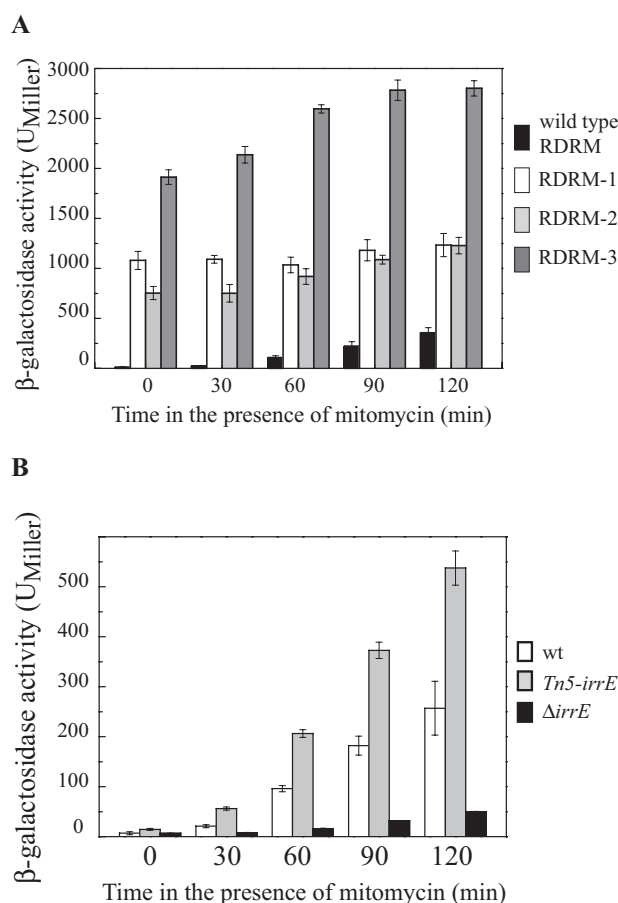 A
β-galactosidase activity (UMiller)
3000
2500
2000
1500
1000
500
0
0 30 60 90 120
Time in the presence of mitomycin (min)
wild type
RDRM
RDRM-1
RDRM-2
RDRM-3
B
β-galactosidase activity (UMiller)
500
400
300
200
100
0
0 30 60 90 120
Time in the presence of mitomycin (min)
wt
Tn5-irrE
ΔirrE